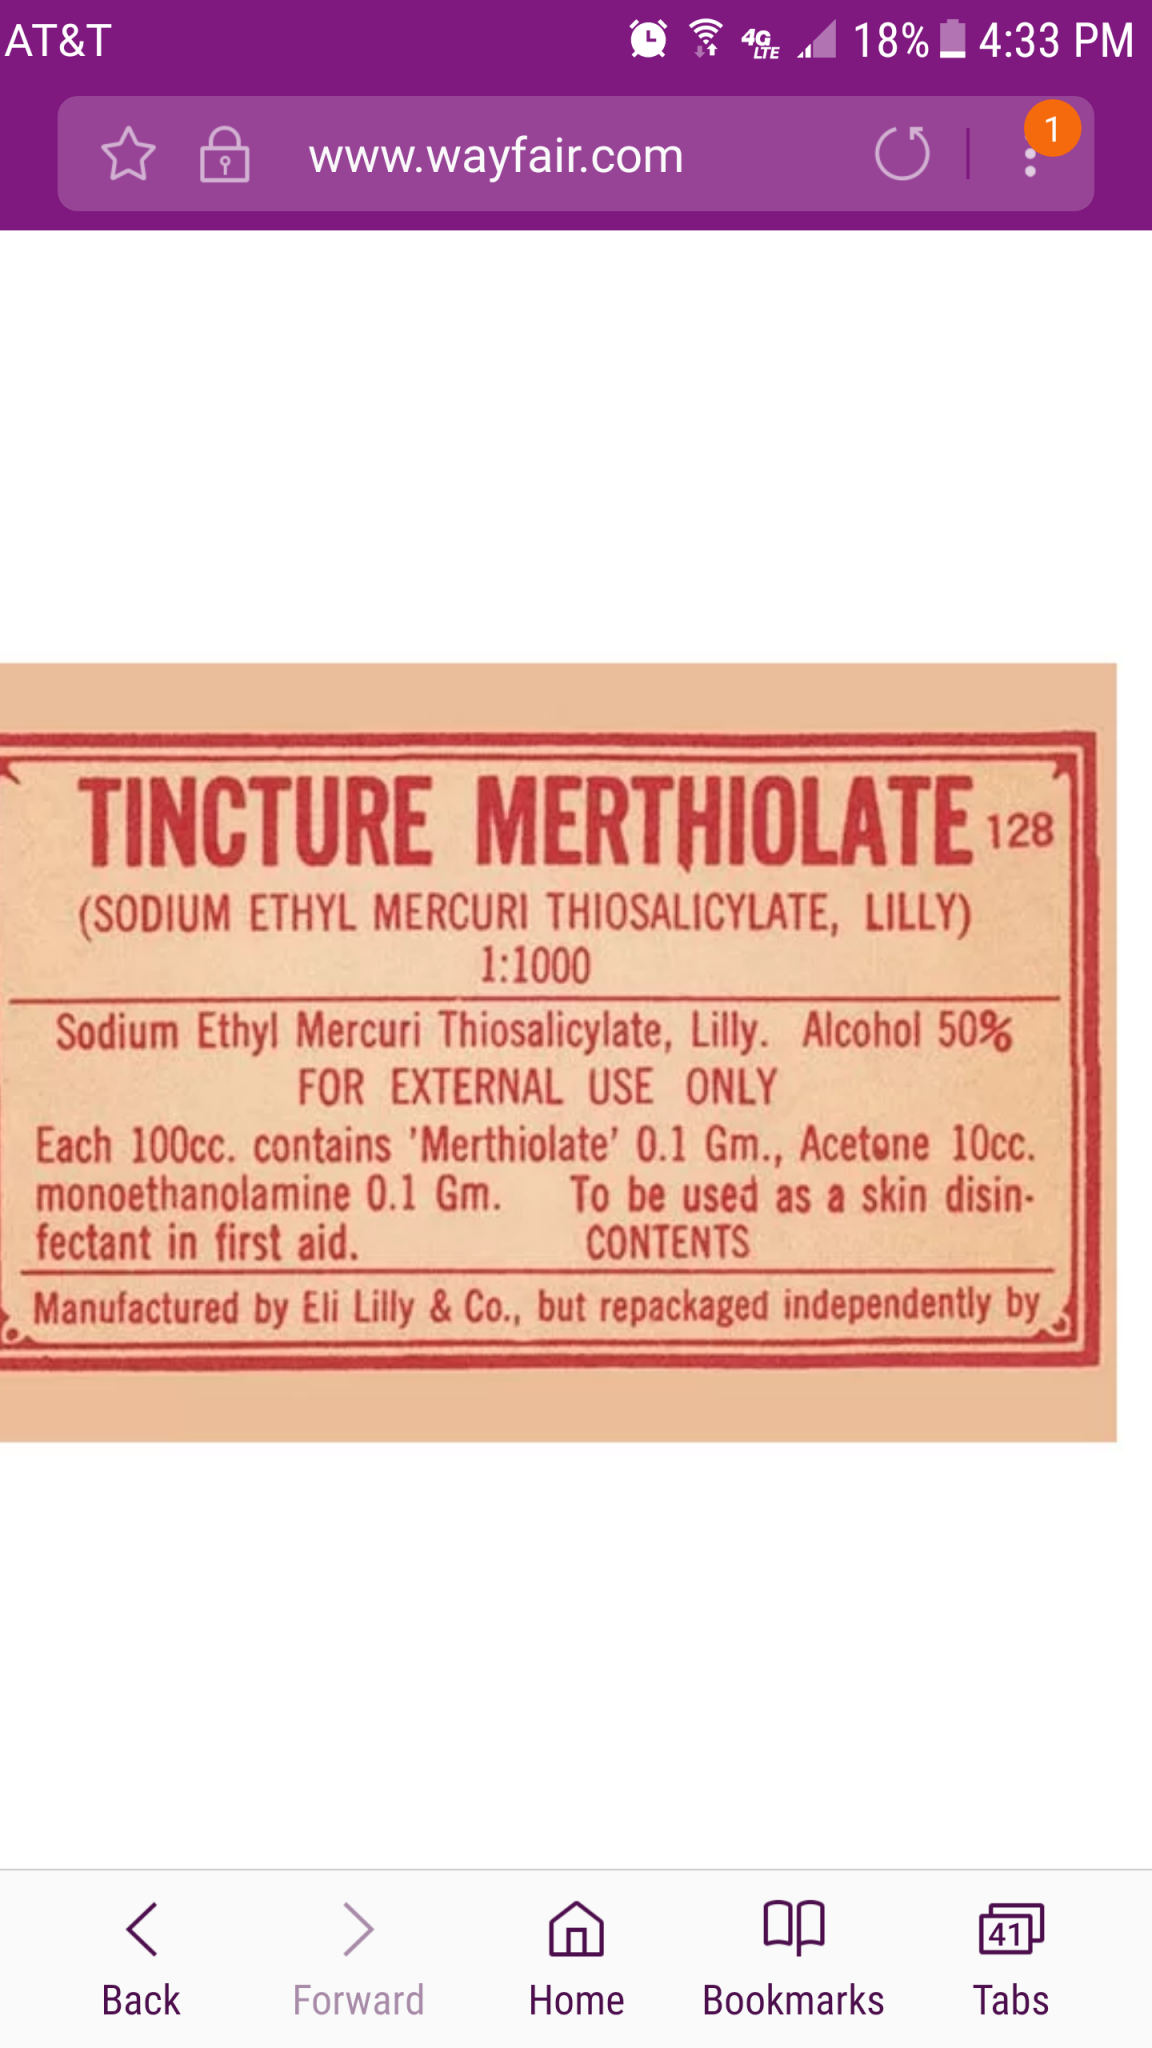 AT&T 4G LTE 18% 4:33 PM
www.wayfair.com 1
TINCTURE MERTHIOLATE 128
(SODIUM ETHYL MERCURI THIOSALICYLATE, LILLY)
1:1000
Sodium Ethyl Mercuri Thiosalicylate, Lilly. Alcohol 50%
FOR EXTERNAL USE ONLY
Each 100cc. contains 'Merthiolate' 0.1 Gm., Acetone 10cc.
monoethanolamine 0.1 Gm. To be used as a skin disin-
fectant in first aid. CONTENTS
Manufactured by Eli Lilly & Co., but repackaged independently by
41
Back Forward Home Bookmarks Tabs